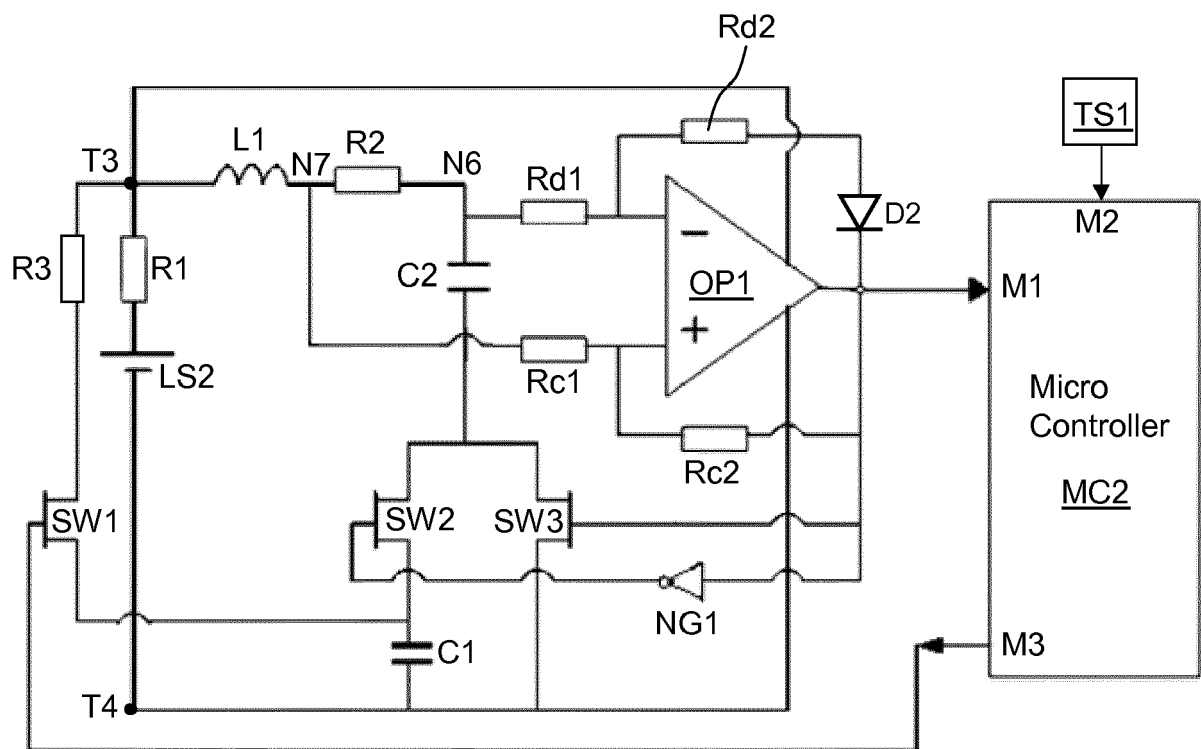 Rd2
TS1
L1
R2
T3
N7
N6
Rd1
M2
D2
R3
R1
C2
OP1
M1
−
+
LS2
Rc1
Micro
Controller
Rc2
MC2
SW1
SW2
SW3
NG1
C1
M3
T4